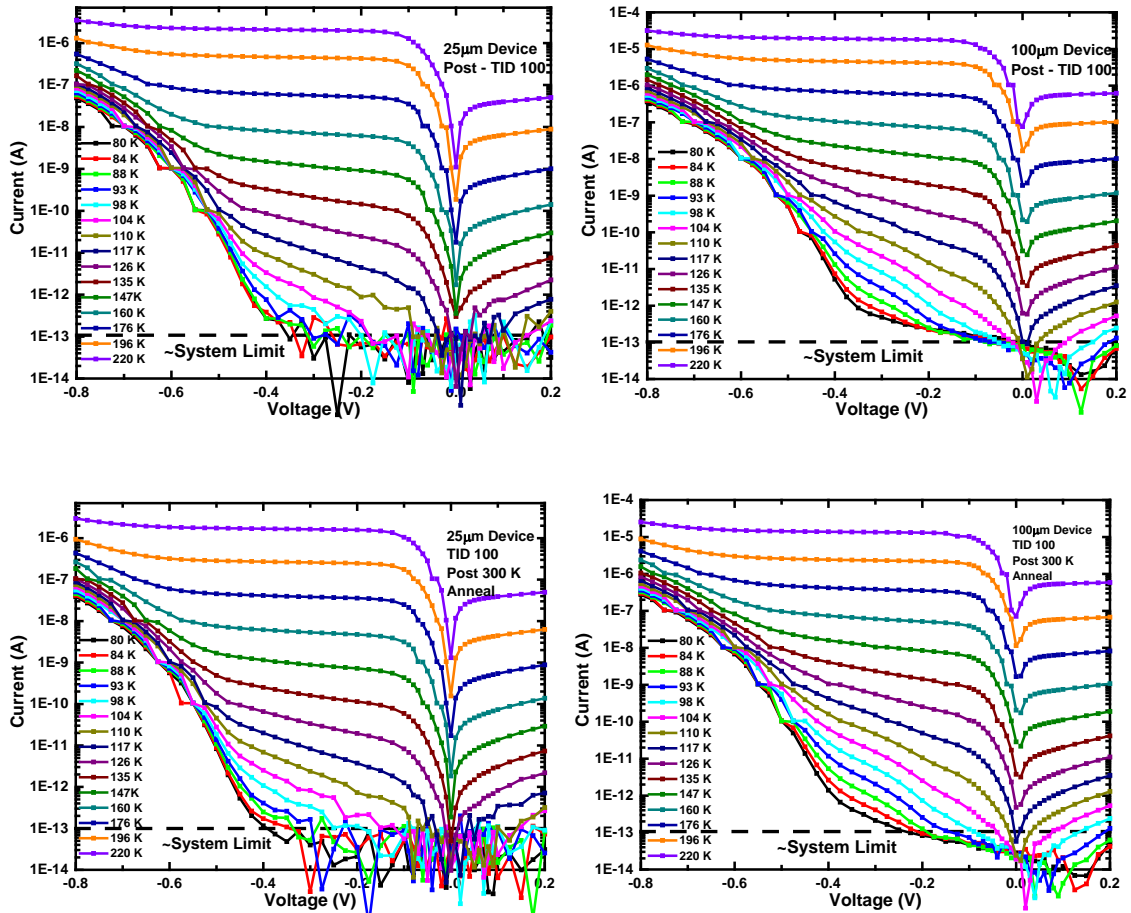 25µm Device
Post - TID 100
1E-6
1E-7
1E-8
1E-9
1E-10
1E-11
1E-12
1E-13
1E-14
Current (A)
80 K
84 K
88 K
93 K
98 K
104 K
110 K
117 K
126 K
135 K
147K
160 K
176 K
196 K
220 K
~System Limit
-0.8
-0.6
-0.4
-0.2
0.0
0.2
Voltage (V)
100µm Device
Post - TID 100
1E-4
1E-5
1E-6
1E-7
1E-8
1E-9
1E-10
1E-11
1E-12
1E-13
1E-14
Current (A)
80 K
84 K
88 K
93 K
98 K
104 K
110 K
117 K
126 K
135 K
147 K
160 K
176 K
196 K
220 K
~System Limit
-0.8
-0.6
-0.4
-0.2
0.0
0.2
Voltage (V)
25µm Device
TID 100
Post 300 K
Anneal
1E-6
1E-7
1E-8
1E-9
1E-10
1E-11
1E-12
1E-13
1E-14
Current (A)
80 K
84 K
88 K
93 K
98 K
104 K
110 K
117 K
126 K
135 K
147K
160 K
176 K
196 K
220 K
~System Limit
-0.8
-0.6
-0.4
-0.2
0.0
0.2
Voltage (V)
100µm Device
TID 100
Post 300 K
Anneal
1E-4
1E-5
1E-6
1E-7
1E-8
1E-9
1E-10
1E-11
1E-12
1E-13
1E-14
Current (A)
80 K
84 K
88 K
93 K
98 K
104 K
110 K
117 K
126 K
135 K
147 K
160 K
176 K
196 K
220 K
~System Limit
-0.8
-0.6
-0.4
-0.2
0.0
0.2
Voltage (V)